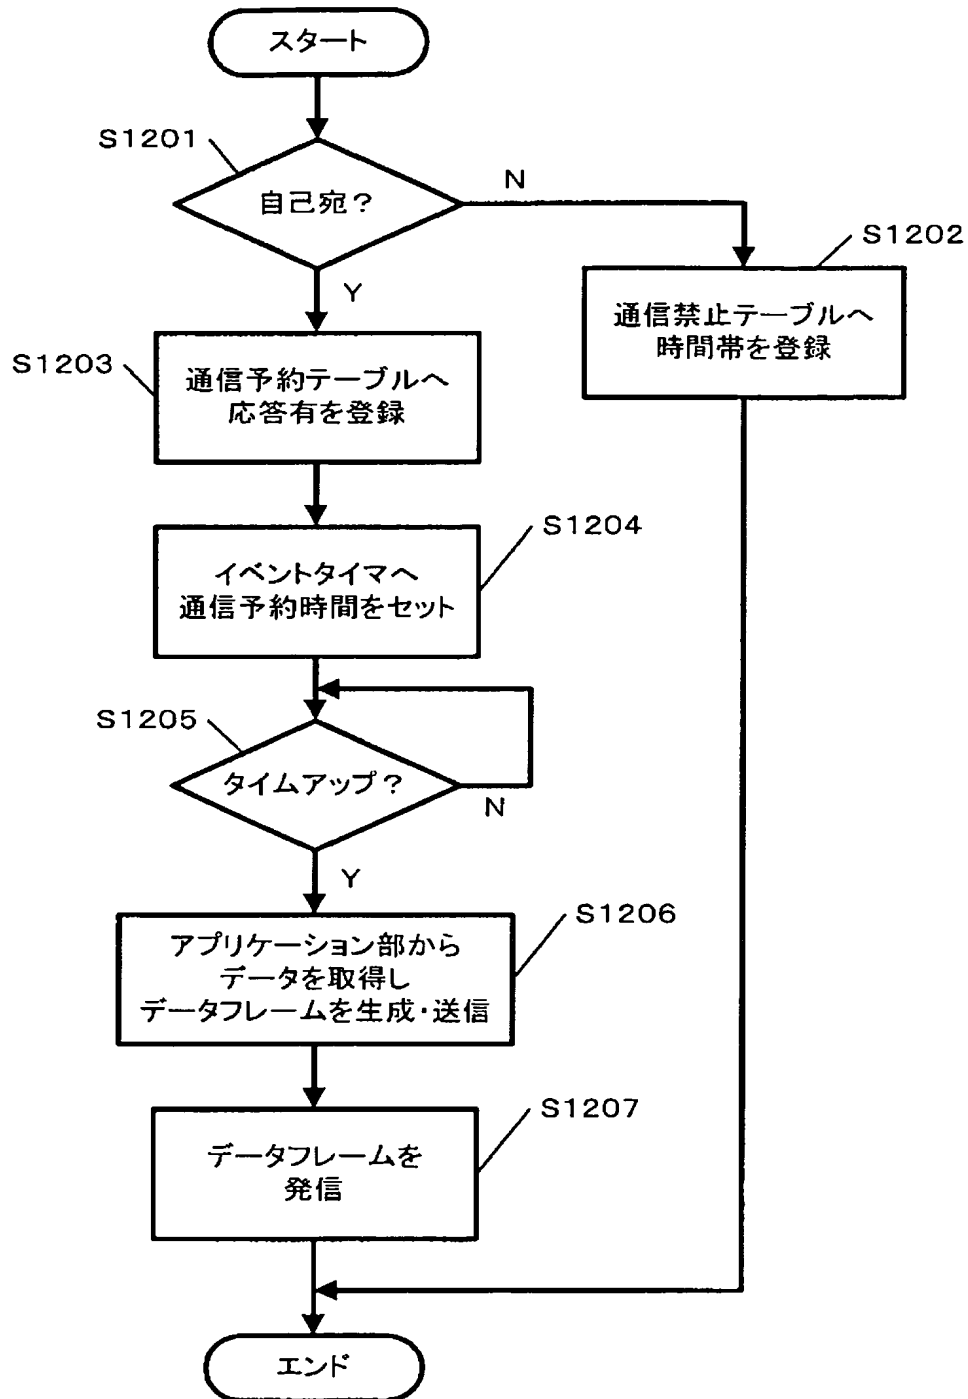 スタート
S1201
自己宛？
N
S1202
通信禁止テーブルへ
時間帯を登録
Y
S1203
通信予約テーブルへ
応答有を登録
S1204
イベントタイマへ
通信予約時間をセット
S1205
タイムアップ？
N
Y
S1206
アプリケーション部から
データを取得し
データフレームを生成・送信
S1207
データフレームを
発信
エンド